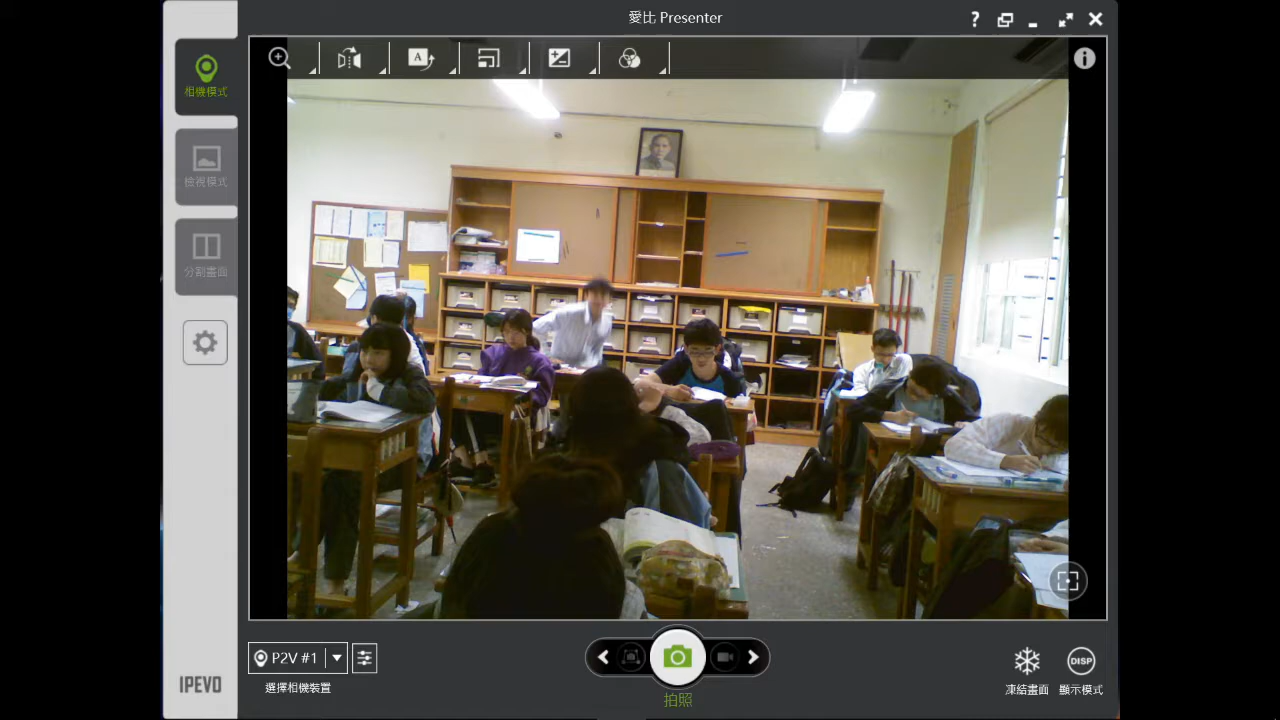 愛比 Presenter
?
相機模式
A
檢視模式
分割畫面
P2V #1
選擇相機裝置
拍照
DISP
凍結畫面
顯示模式
IPEVO